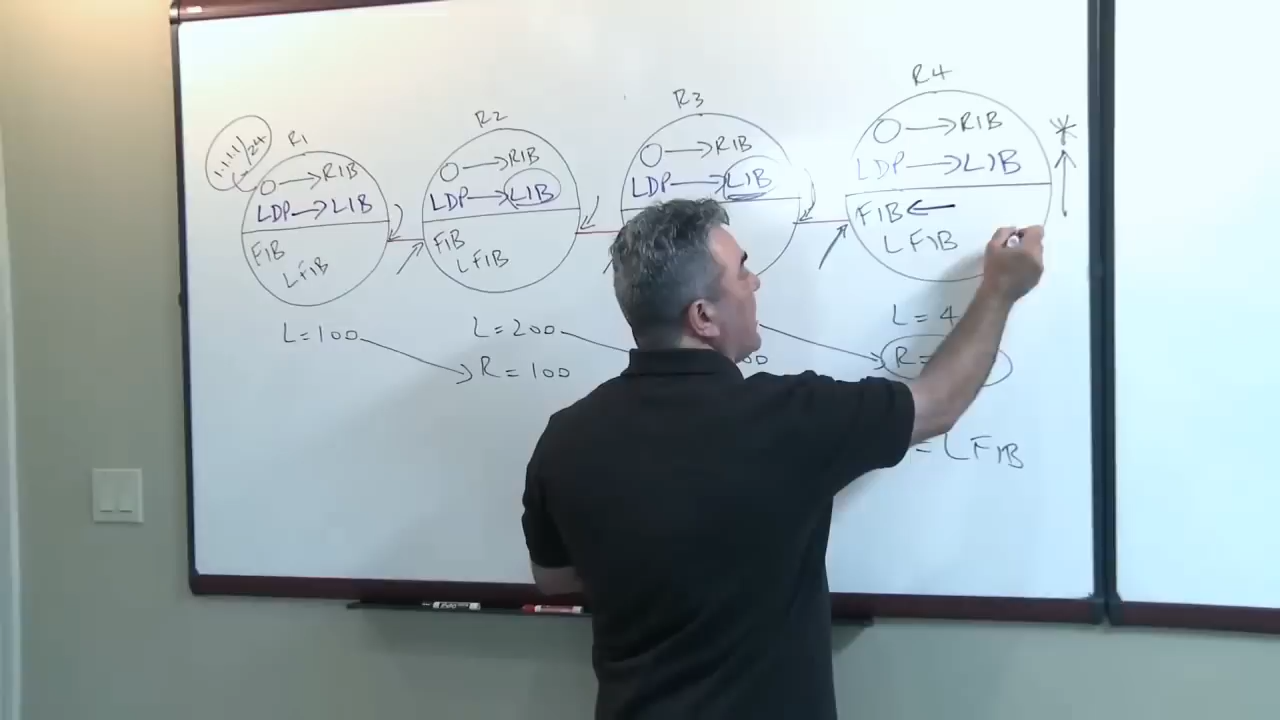 R1
1.1.1.1/24
O → RIB
LDP → LIB
FIB
LFIB
L = 100
R2
O → RIB
LDP → LIB
FIB
LFIB
L = 200
R = 100
R3
O → RIB
LDP → LIB
R4
O → RIB
LDP → LIB
FIB ←
LFIB
*
L = 4
R =
= LFIB